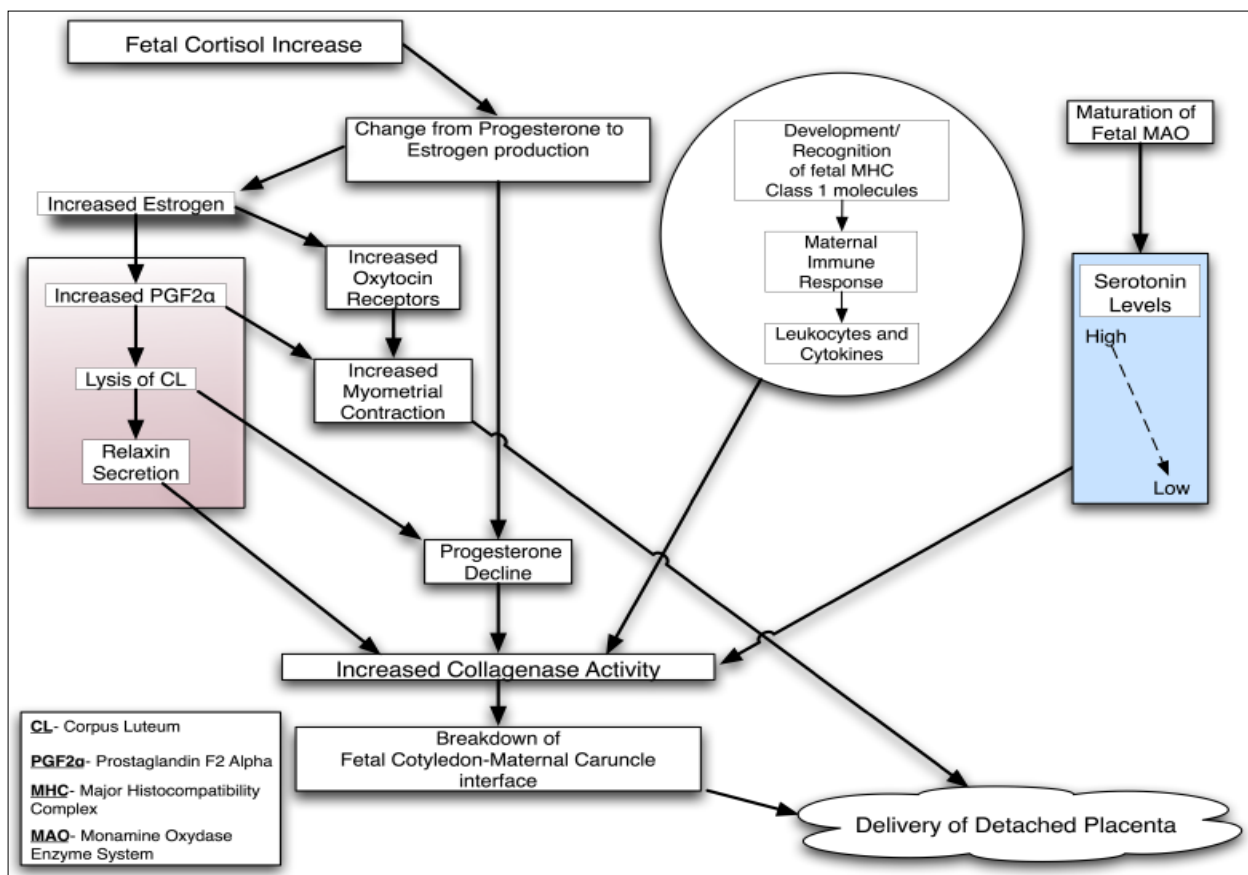 Fetal Cortisol Increase
Change from Progesterone to
Estrogen production
Increased Estrogen
Increased PGF2α
Lysis of CL
Relaxin
Secretion
Increased
Oxytocin
Receptors
Increased
Myometrial
Contraction
Progesterone
Decline
Development/
Recognition
of fetal MHC
Class 1 molecules
Maternal
Immune
Response
Leukocytes and
Cytokines
Maturation of
Fetal MAO
Serotonin
Levels
High
Low
Increased Collagenase Activity
Breakdown of
Fetal Cotyledon-Maternal Caruncle
interface
Delivery of Detached Placenta
CL- Corpus Luteum
PGF2α- Prostaglandin F2 Alpha
MHC- Major Histocompatibility
Complex
MAO- Monamine Oxydase
Enzyme System